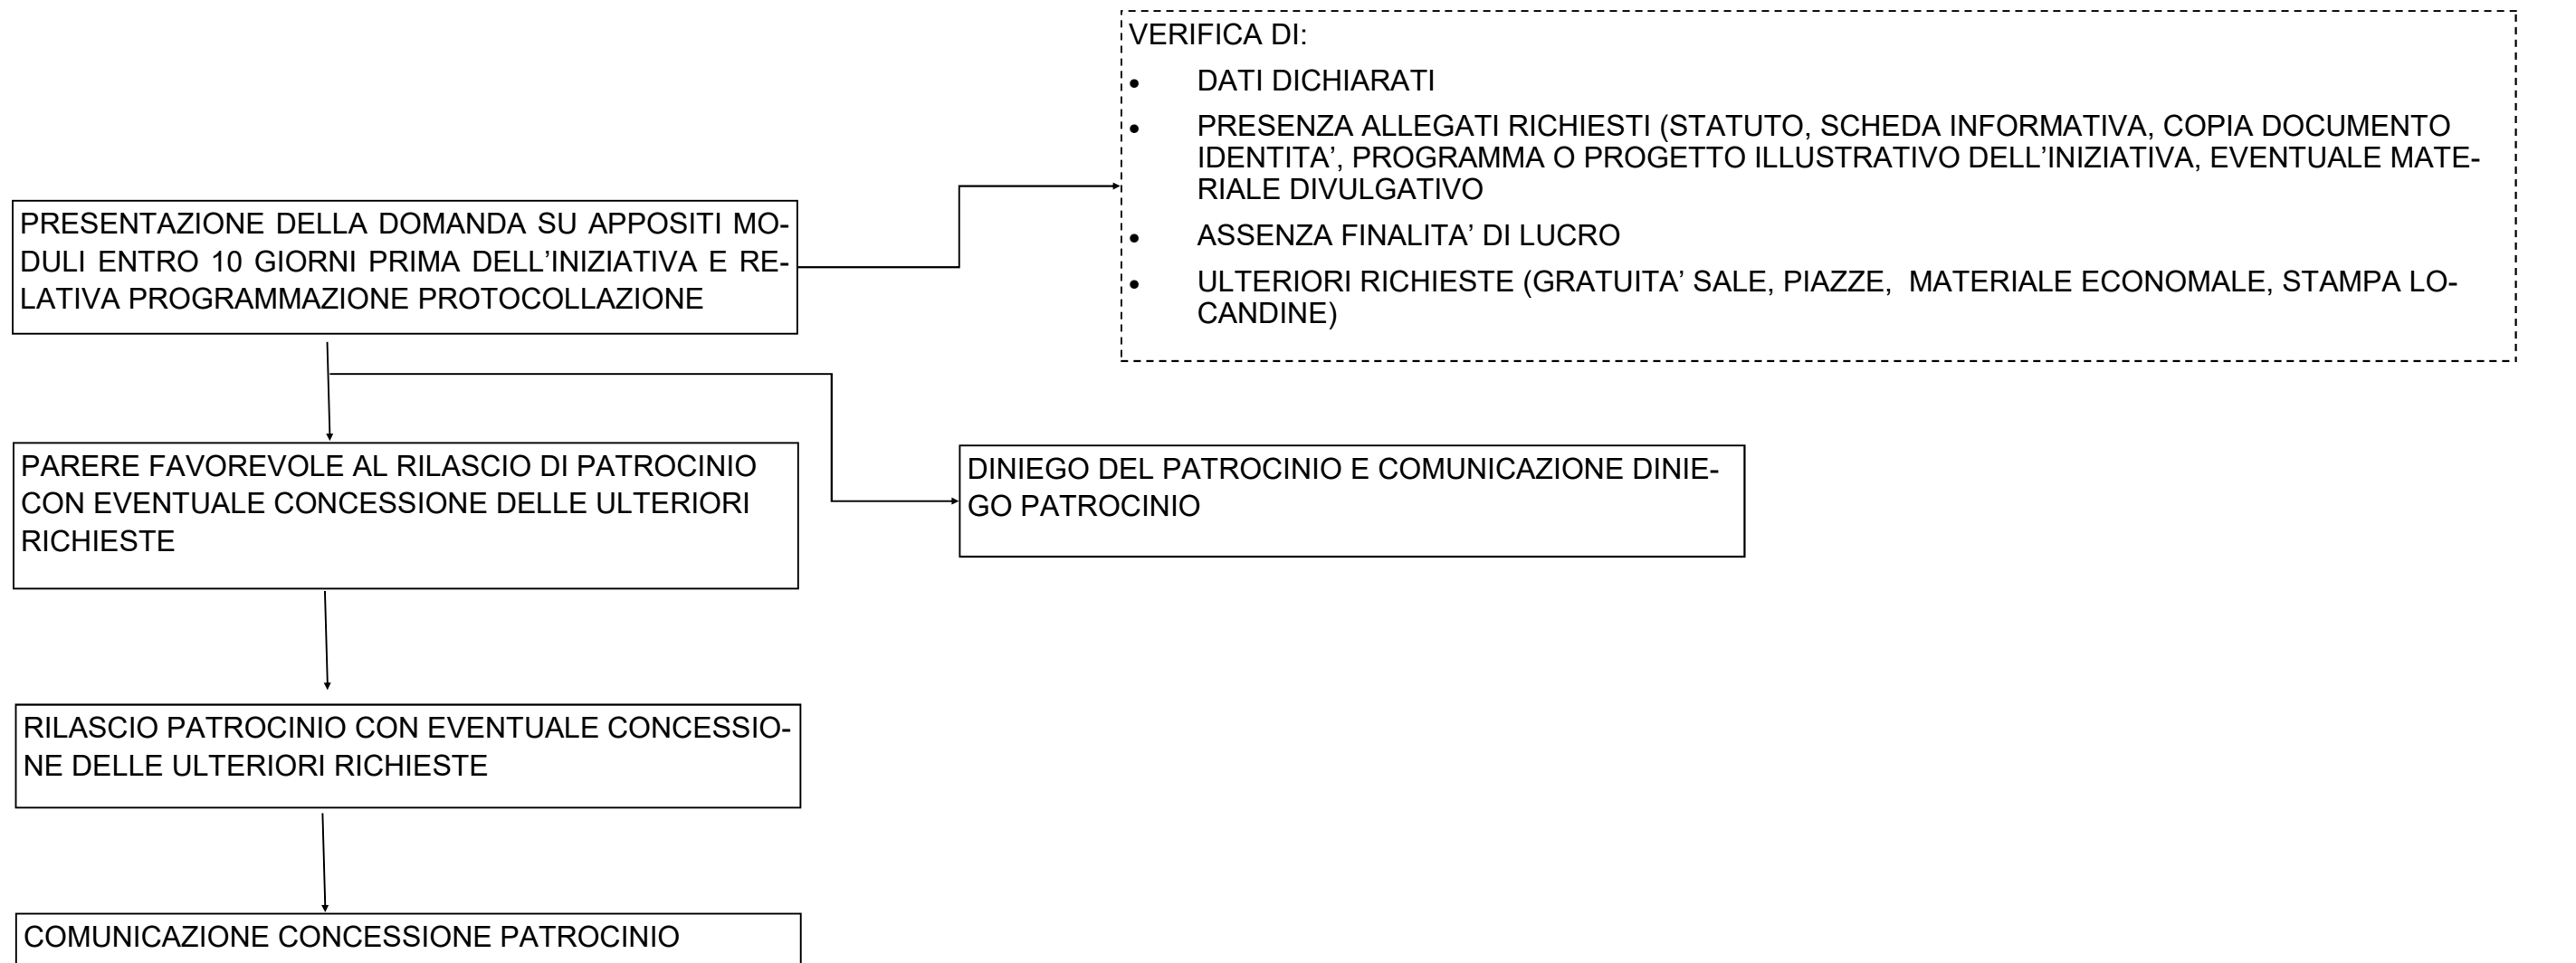 VERIFICA DI:
• DATI DICHIARATI
• PRESENZA ALLEGATI RICHIESTI (STATUTO, SCHEDA INFORMATIVA, COPIA DOCUMENTO
IDENTITA’, PROGRAMMA O PROGETTO ILLUSTRATIVO DELL’INIZIATIVA, EVENTUALE MATE-
RIALE DIVULGATIVO
• ASSENZA FINALITA’ DI LUCRO
• ULTERIORI RICHIESTE (GRATUITA’ SALE, PIAZZE, MATERIALE ECONOMALE, STAMPA LO-
CANDINE)
PRESENTAZIONE DELLA DOMANDA SU APPOSITI MO-
DULI ENTRO 10 GIORNI PRIMA DELL’INIZIATIVA E RE-
LATIVA PROGRAMMAZIONE PROTOCOLLAZIONE
PARERE FAVOREVOLE AL RILASCIO DI PATROCINIO
CON EVENTUALE CONCESSIONE DELLE ULTERIORI
RICHIESTE
DINIEGO DEL PATROCINIO E COMUNICAZIONE DINIE-
GO PATROCINIO
RILASCIO PATROCINIO CON EVENTUALE CONCESSIO-
NE DELLE ULTERIORI RICHIESTE
COMUNICAZIONE CONCESSIONE PATROCINIO